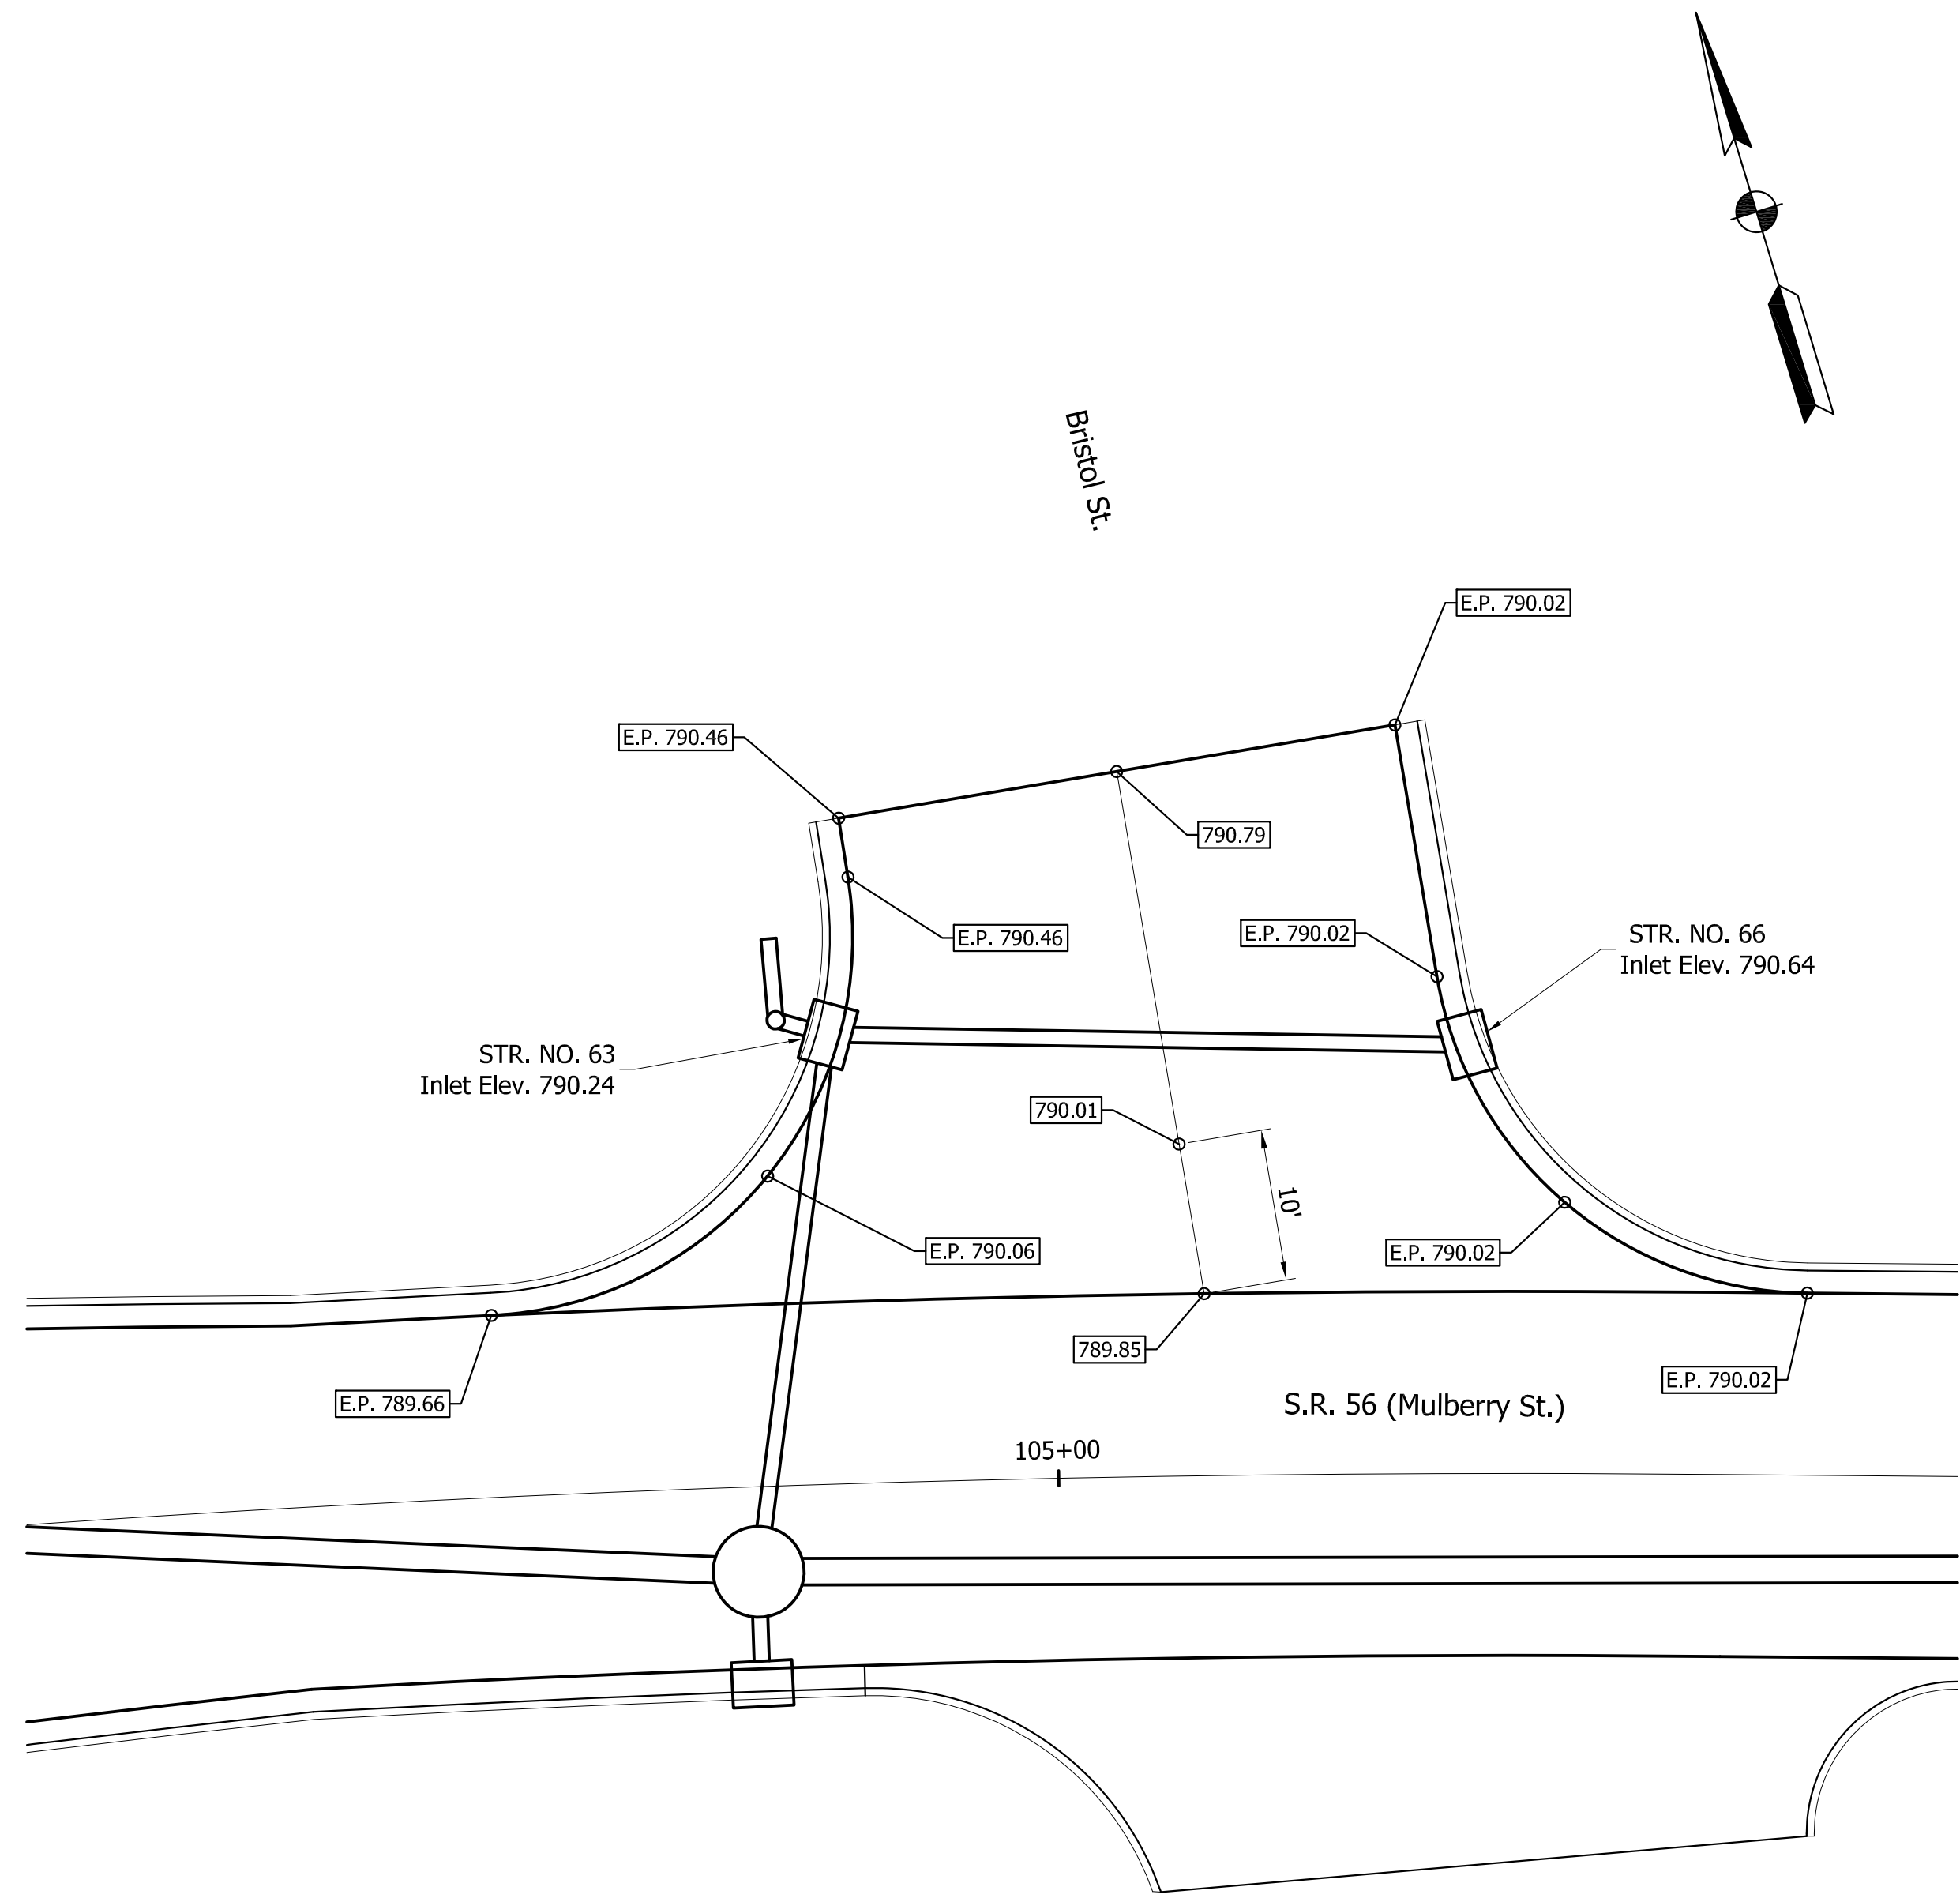 Bristol St.
E.P. 790.02
E.P. 790.46
790.79
E.P. 790.46
E.P. 790.02
STR. NO. 66
Inlet Elev. 790.64
STR. NO. 63
Inlet Elev. 790.24
790.01
10'
E.P. 790.06
E.P. 790.02
789.85
E.P. 789.66
E.P. 790.02
S.R. 56 (Mulberry St.)
105+00